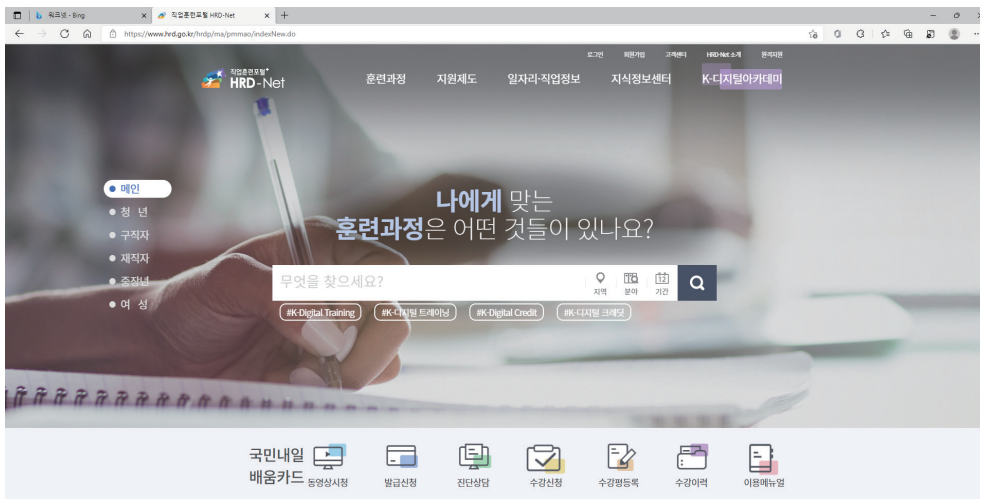 워크넷 - Bing
직업훈련포털 HRD-Net
https://www.hrd.go.kr/hrdp/ma/pmmao/indexNew.do
로그인 회원가입 고객센터 HRD-Net 소개 원격지원
직업훈련포털+
HRD-Net
훈련과정 지원제도 일자리·직업정보 지식정보센터 K-디지털아카데미
메인
청 년
구직자
재직자
중장년
여 성
나에게 맞는
훈련과정은 어떤 것들이 있나요?
무엇을 찾으세요?
지역 분야 기간
#K-Digital Training #K-디지털 트레이닝 #K-Digital Credit #K-디지털 크레딧
국민내일
배움카드
동영상시청 발급신청 진단상담 수강신청 수강평등록 수강이력 이용메뉴얼